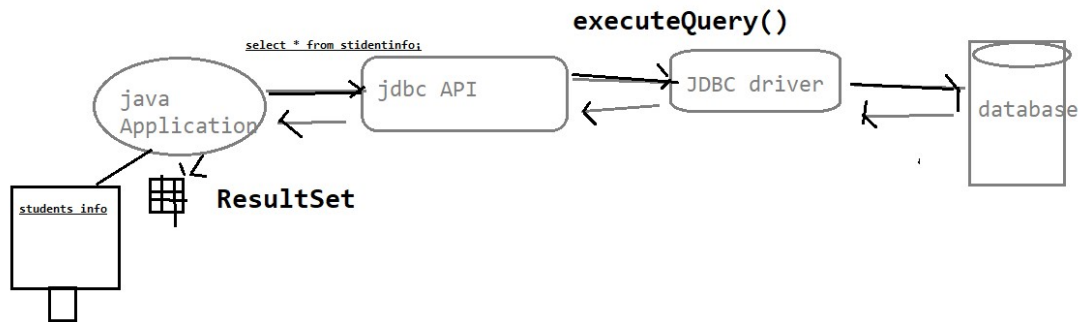 executeQuery()
select * from stidentinfo;
java
Application
jdbc API
JDBC driver
database
ResultSet
students info